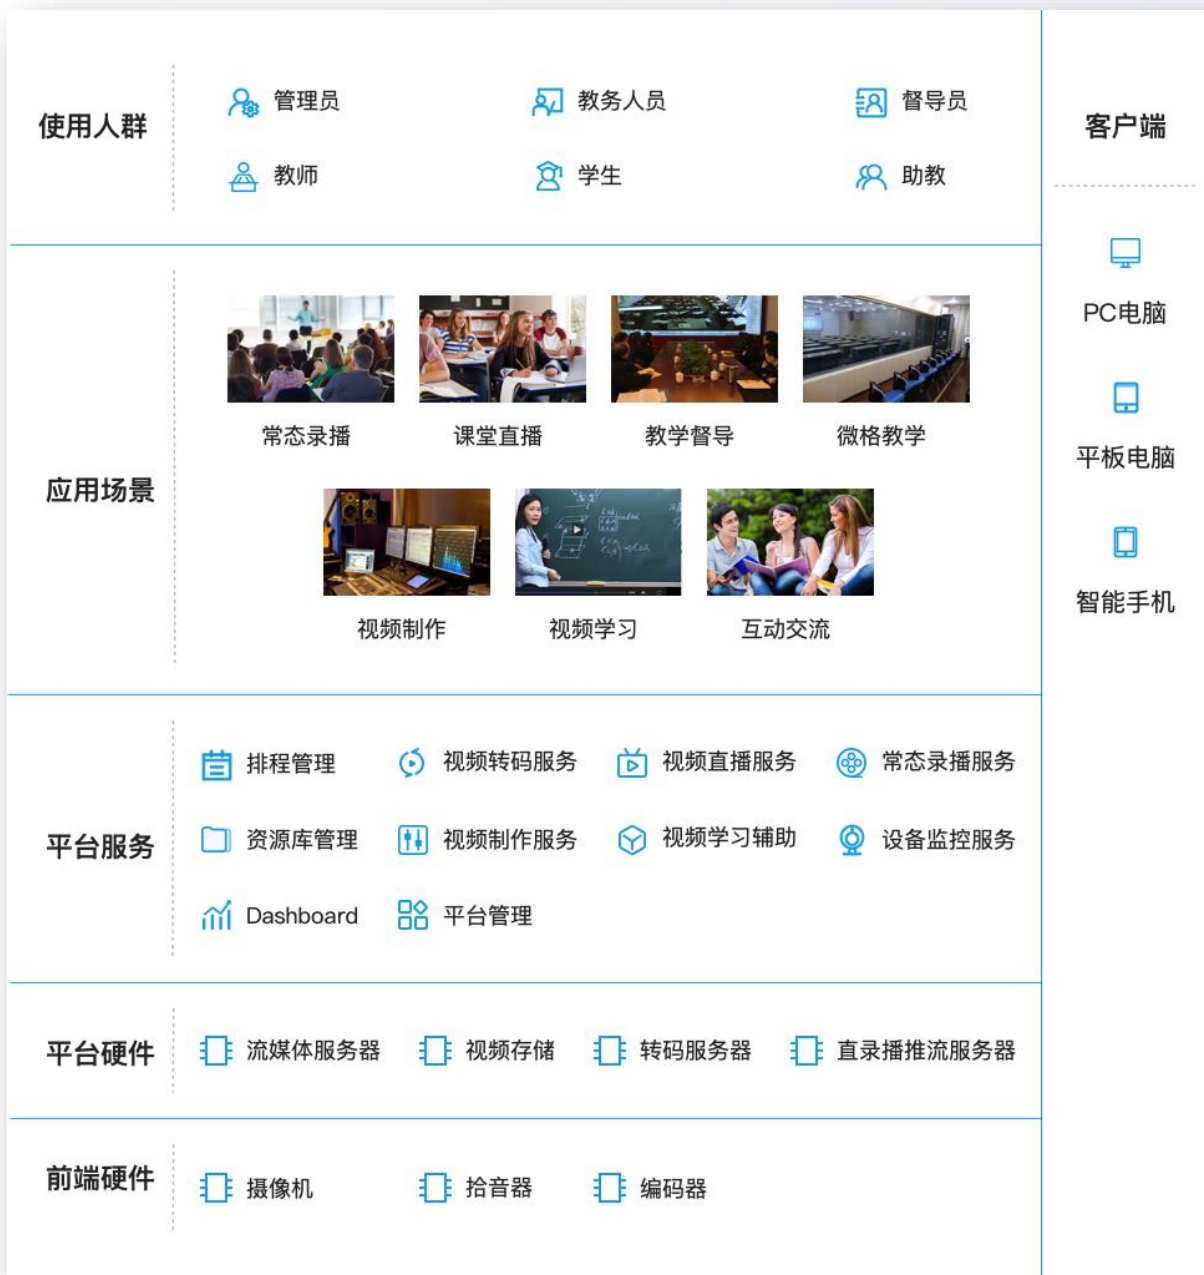 使用人群
管理员
教务人员
督导员
教师
学生
助教
应用场景
常态录播
课堂直播
教学督导
微格教学
视频制作
视频学习
互动交流
平台服务
排程管理
视频转码服务
视频直播服务
常态录播服务
资源库管理
视频制作服务
视频学习辅助
设备监控服务
Dashboard
平台管理
平台硬件
流媒体服务器
视频存储
转码服务器
直录播推流服务器
前端硬件
摄像机
拾音器
编码器
客户端
PC电脑
平板电脑
智能手机